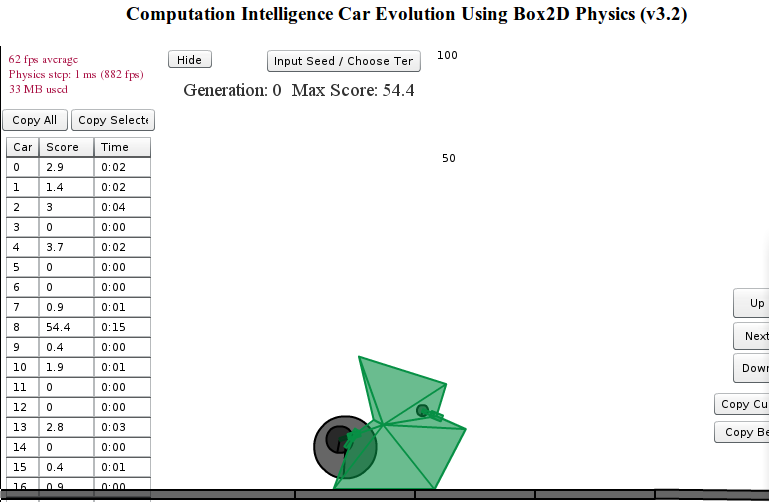 Computation Intelligence Car Evolution Using Box2D Physics (v3.2)
62 fps average
Physics step: 1 ms (882 fps)
33 MB used
Hide
Input Seed / Choose Ter
100
Generation: 0 Max Score: 54.4
Copy All
Copy Selecte
Car Score Time
0 2.9 0:02
1 1.4 0:02
2 3 0:04
3 0 0:00
4 3.7 0:02
5 0 0:00
6 0 0:00
7 0.9 0:01
8 54.4 0:15
9 0.4 0:00
10 1.9 0:01
11 0 0:00
12 0 0:00
13 2.8 0:03
14 0 0:00
15 0.4 0:01
16 0.9 0:00
50
Up
Next
Down
Copy Cu
Copy Be